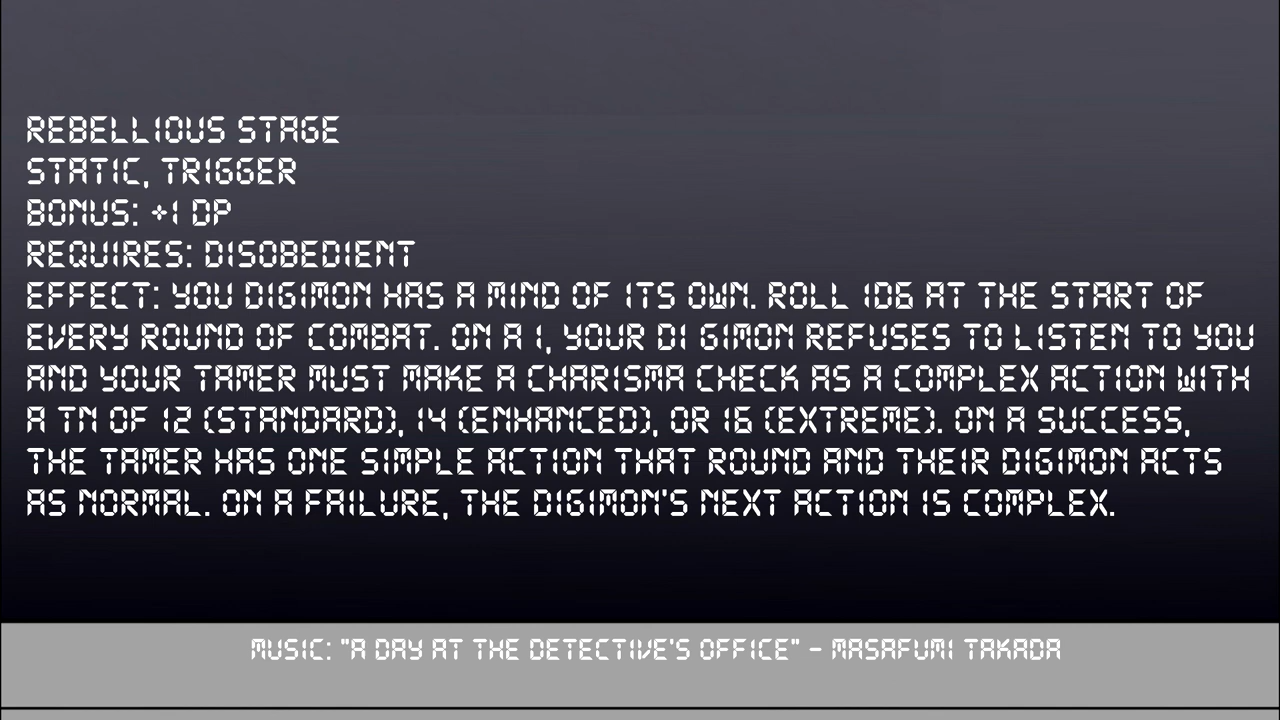 REBELLIOUS STAGE
STATIC, TRIGGER
BONUS: +1 DP
REQUIRES: DISOBEDIENT
EFFECT: YOU DIGIMON HAS A MIND OF ITS OWN. ROLL 1D6 AT THE START OF
EVERY ROUND OF COMBAT. ON A 1, YOUR DI GIMON REFUSES TO LISTEN TO YOU
AND YOUR TAMER MUST MAKE A CHARISMA CHECK AS A COMPLEX ACTION WITH
A TN OF 12 (STANDARD), 14 (ENHANCED), OR 16 (EXTREME). ON A SUCCESS,
THE TAMER HAS ONE SIMPLE ACTION THAT ROUND AND THEIR DIGIMON ACTS
AS NORMAL. ON A FAILURE, THE DIGIMON'S NEXT ACTION IS COMPLEX.
MUSIC: "A DAY AT THE DETECTIVE'S OFFICE" - MASAFUMI TAKADA